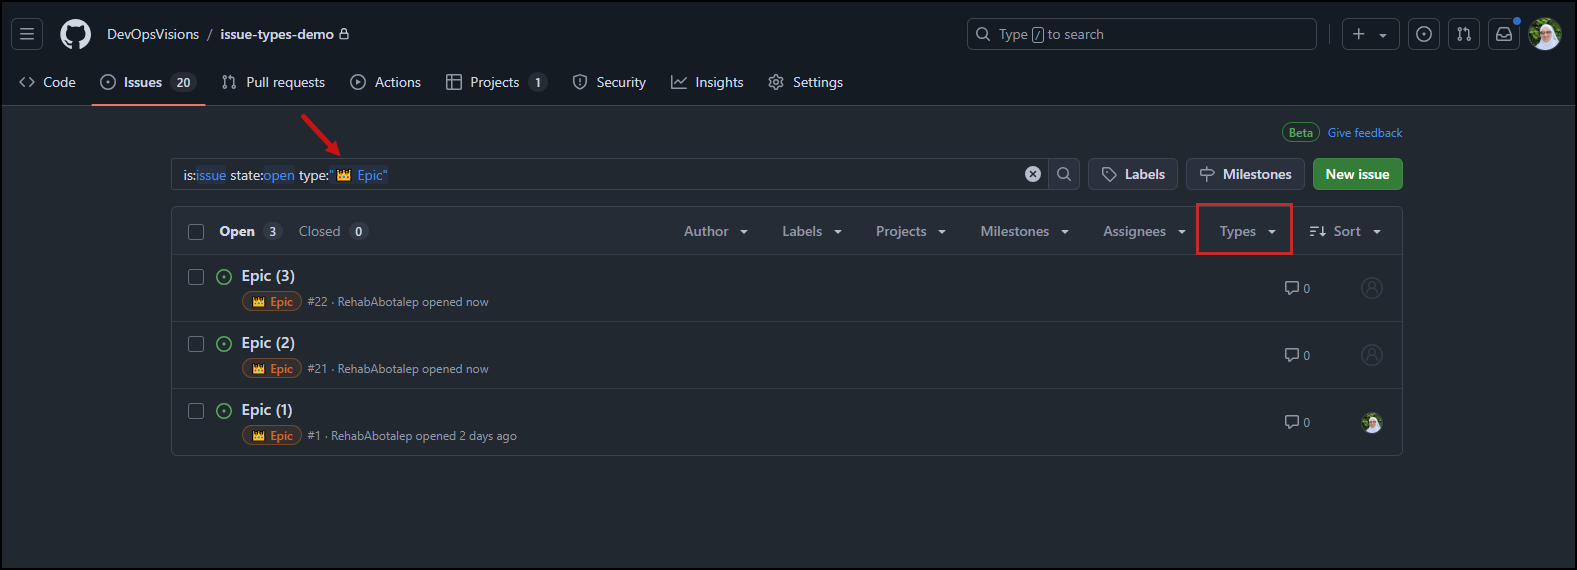 DevOpsVisions / issue-types-demo
Type / to search
Code Issues 20 Pull requests Actions Projects 1 Security Insights Settings
Beta Give feedback
is:issue state:open type:"👑 Epic"
Labels Milestones New issue
Open 3 Closed 0 Author Labels Projects Milestones Assignees Types Sort
Epic (3)
0
👑 Epic #22 · RehabAbotalep opened now
Epic (2)
0
👑 Epic #21 · RehabAbotalep opened now
Epic (1)
0
👑 Epic #1 · RehabAbotalep opened 2 days ago